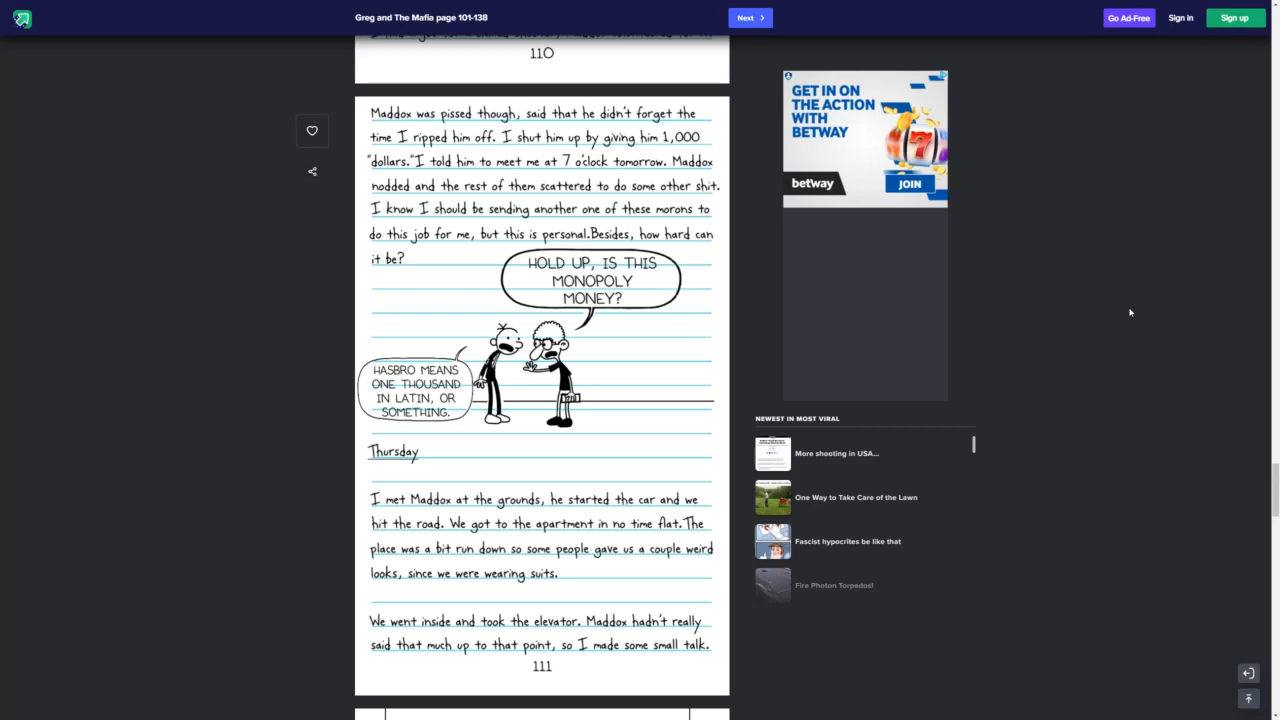 Greg and The Mafia page 101-138
Next
Go Ad-Free
Sign in
Sign up
110
Maddox was pissed though, said that he didn't forget the
time I ripped him off. I shut him up by giving him 1,000
"dollars." I told him to meet me at 7 o'clock tomorrow. Maddox
nodded and the rest of them scattered to do some other shit.
I know I should be sending another one of these morons to
do this job for me, but this is personal.Besides, how hard can
it be?
HOLD UP, IS THIS
MONOPOLY
MONEY?
HASBRO MEANS
ONE THOUSAND
IN LATIN, OR
SOMETHING.
Thursday
I met Maddox at the grounds, he started the car and we
hit the road. We got to the apartment in no time flat.The
place was a bit run down so some people gave us a couple weird
looks, since we were wearing suits.
We went inside and took the elevator. Maddox hadn't really
said that much up to that point, so I made some small talk.
111
GET IN ON
THE ACTION
WITH
BETWAY
7
betway
JOIN
NEWEST IN MOST VIRAL
More shooting in USA...
One Way to Take Care of the Lawn
Fascist hypocrites be like that
Fire Photon Torpedos!